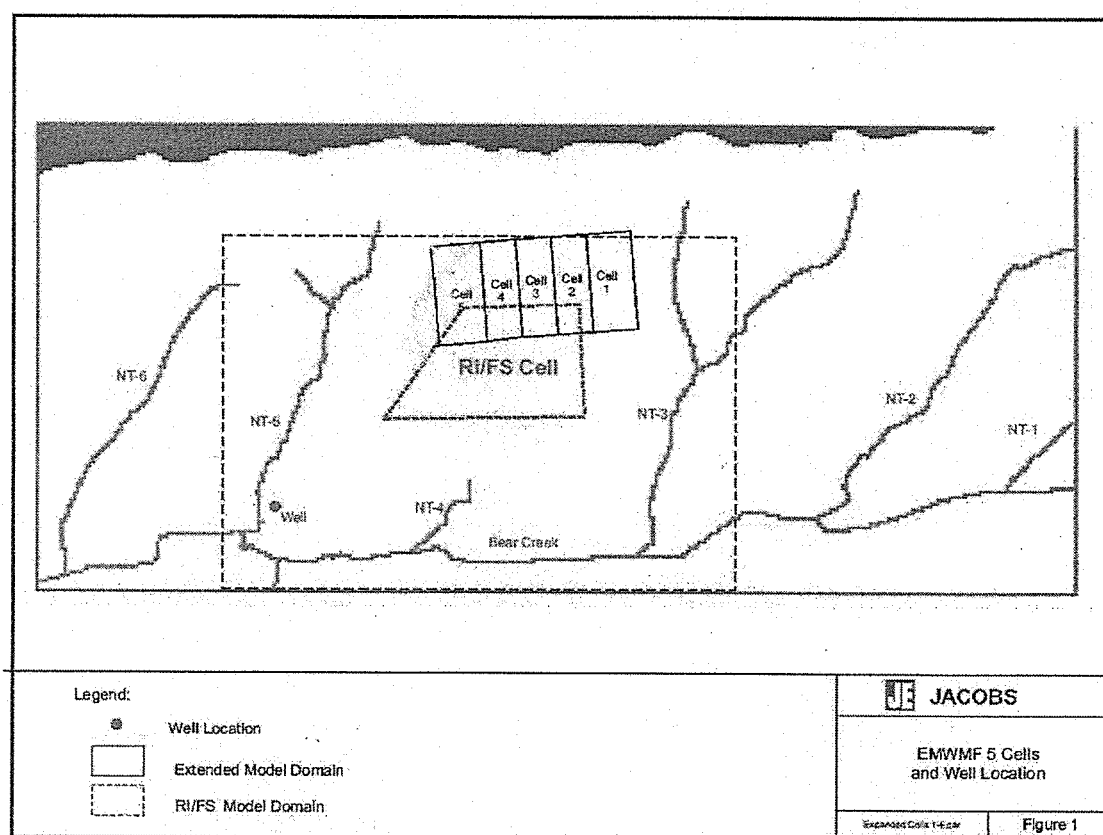 Cell
5
Cell
4
Cell
3
Cell
2
Cell
1
RI/FS Cell
NT-6
NT-5
NT-3
NT-2
NT-1
NT-4
Well
Bear Creek
Legend:
Well Location
Extended Model Domain
RI/FS Model Domain
JE JACOBS
EMWMF 5 Cells
and Well Location
Figure 1